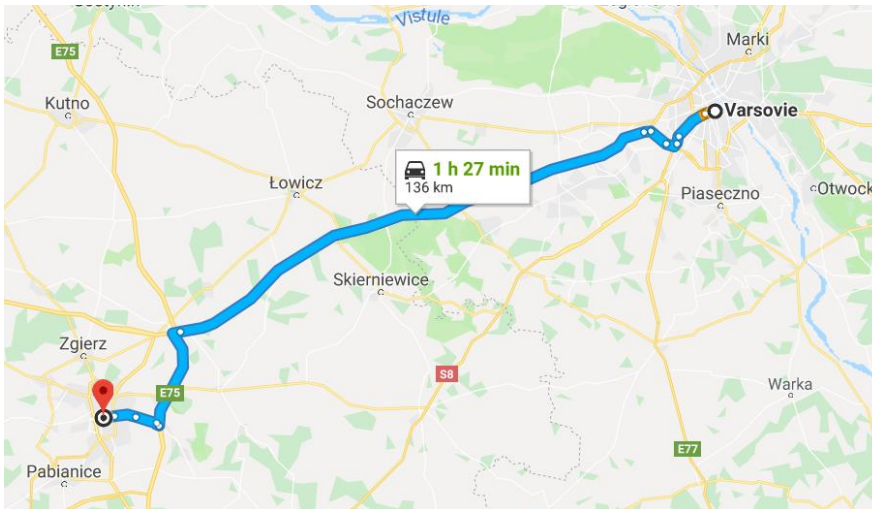 Vistule
Marki
E75
Kutno
Sochaczew
Varsovie
1 h 27 min
136 km
Łowicz
Piaseczno
Otwock
Skierniewice
Zgierz
S8
Warka
E75
E77
Pabianice